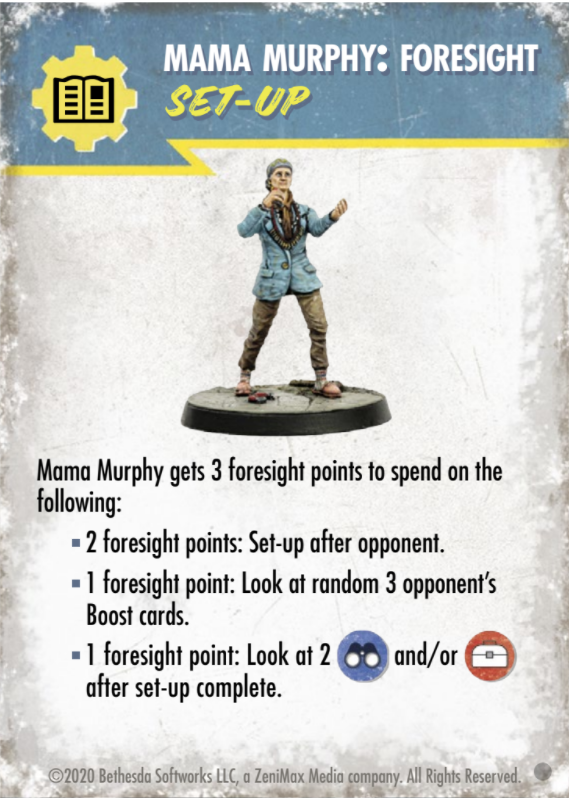 MAMA MURPHY: FORESIGHT
SET-UP
Mama Murphy gets 3 foresight points to spend on the
following:
▪ 2 foresight points: Set-up after opponent.
▪ 1 foresight point: Look at random 3 opponent's
Boost cards.
▪ 1 foresight point: Look at 2 and/or
after set-up complete.
©2020 Bethesda Softworks LLC, a ZeniMax Media company. All Rights Reserved.